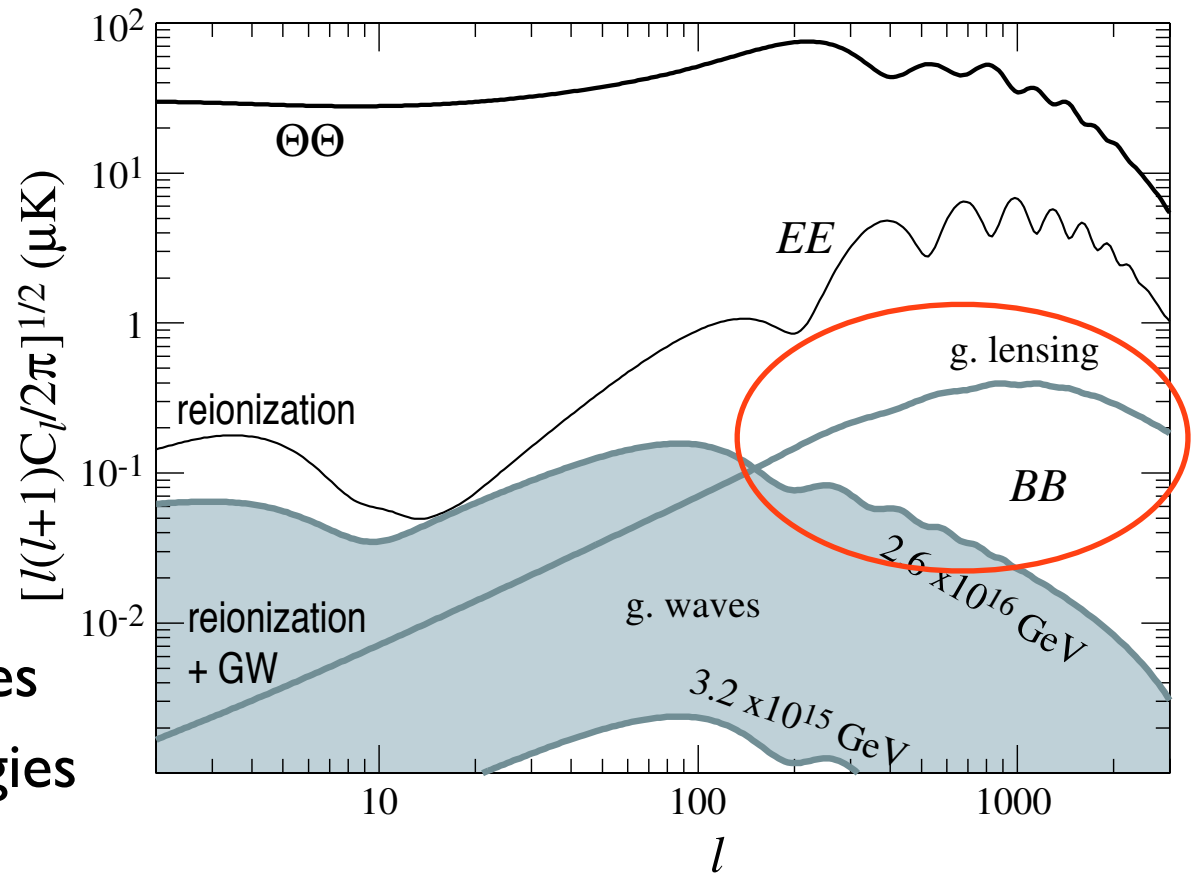 10²
ΘΘ
10¹
EE
1
g. lensing
reionization
10⁻¹
BB
2.6 x10¹⁶ GeV
g. waves
10⁻²
reionization
+ GW
3.2 x10¹⁵ GeV
es
gies
10
100
1000
l
[l(l+1)Cₗ/2π]¹/² (μK)